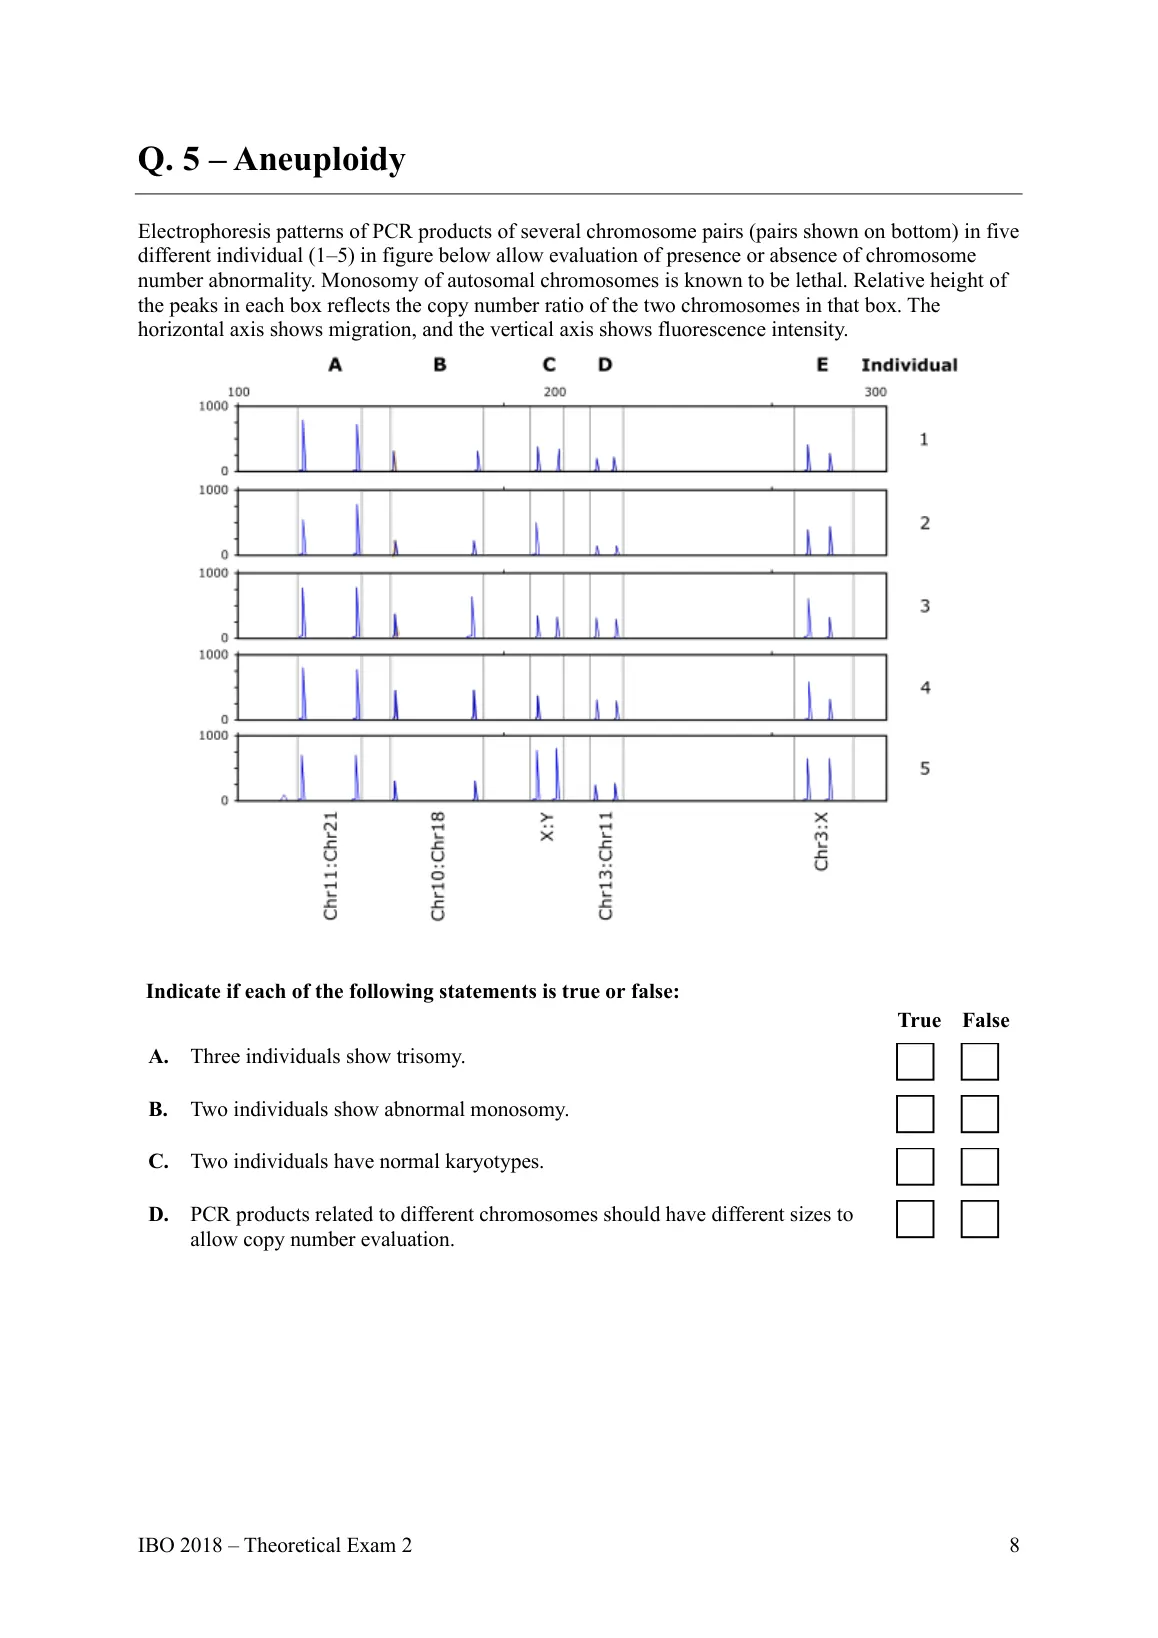 Q. 5 – Aneuploidy
Electrophoresis patterns of PCR products of several chromosome pairs (pairs shown on bottom) in five
different individual (1–5) in figure below allow evaluation of presence or absence of chromosome
number abnormality. Monosomy of autosomal chromosomes is known to be lethal. Relative height of
the peaks in each box reflects the copy number ratio of the two chromosomes in that box. The
horizontal axis shows migration, and the vertical axis shows fluorescence intensity.
A B C D E Individual
100 200 300
1000
1
0
1000
2
0
1000
3
0
1000
4
0
1000
5
0
Chr11:Chr21
Chr10:Chr18
X:Y
Chr13:Chr11
Chr3:X
Indicate if each of the following statements is true or false:
True False
A. Three individuals show trisomy.
B. Two individuals show abnormal monosomy.
C. Two individuals have normal karyotypes.
D. PCR products related to different chromosomes should have different sizes to
allow copy number evaluation.
IBO 2018 – Theoretical Exam 2 8